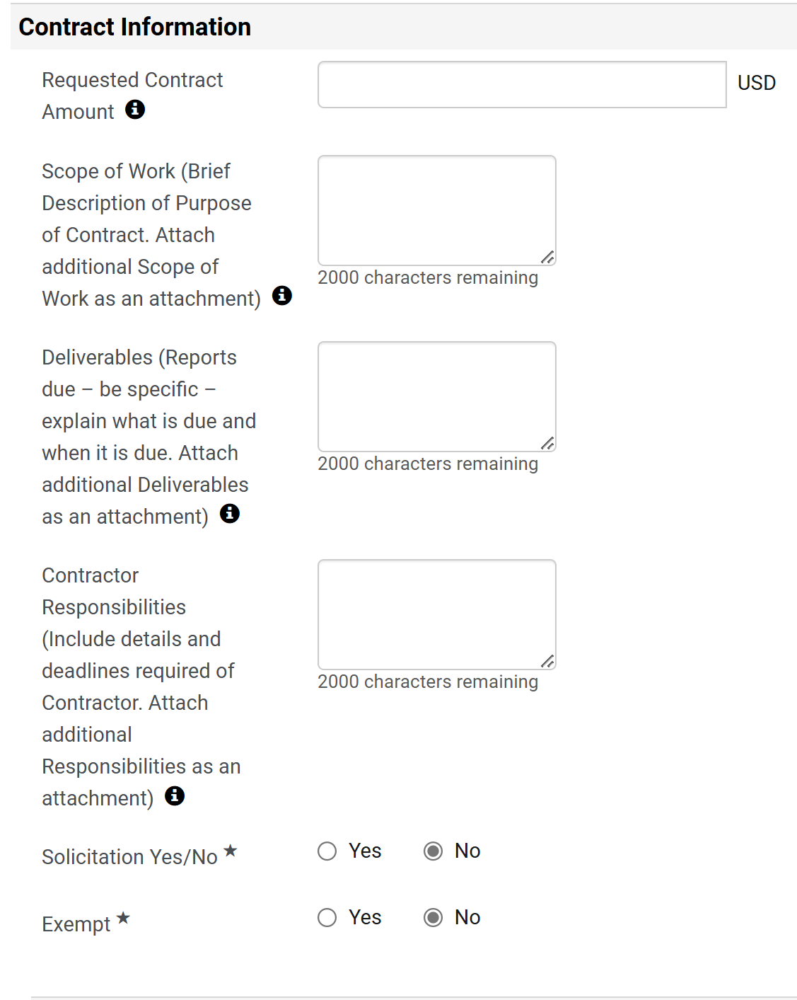 Contract Information
Requested Contract
Amount
USD
Scope of Work (Brief
Description of Purpose
of Contract. Attach
additional Scope of
Work as an attachment)
2000 characters remaining
Deliverables (Reports
due – be specific –
explain what is due and
when it is due. Attach
additional Deliverables
as an attachment)
2000 characters remaining
Contractor
Responsibilities
(Include details and
deadlines required of
Contractor. Attach
additional
Responsibilities as an
attachment)
2000 characters remaining
Solicitation Yes/No ★ Yes No
Exempt ★ Yes No